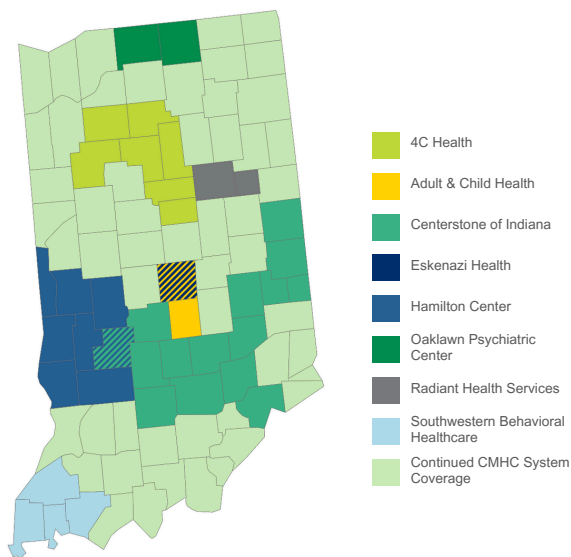 4C Health
Adult & Child Health
Centerstone of Indiana
Eskenazi Health
Hamilton Center
Oaklawn Psychiatric
Center
Radiant Health Services
Southwestern Behavioral
Healthcare
Continued CMHC System
Coverage